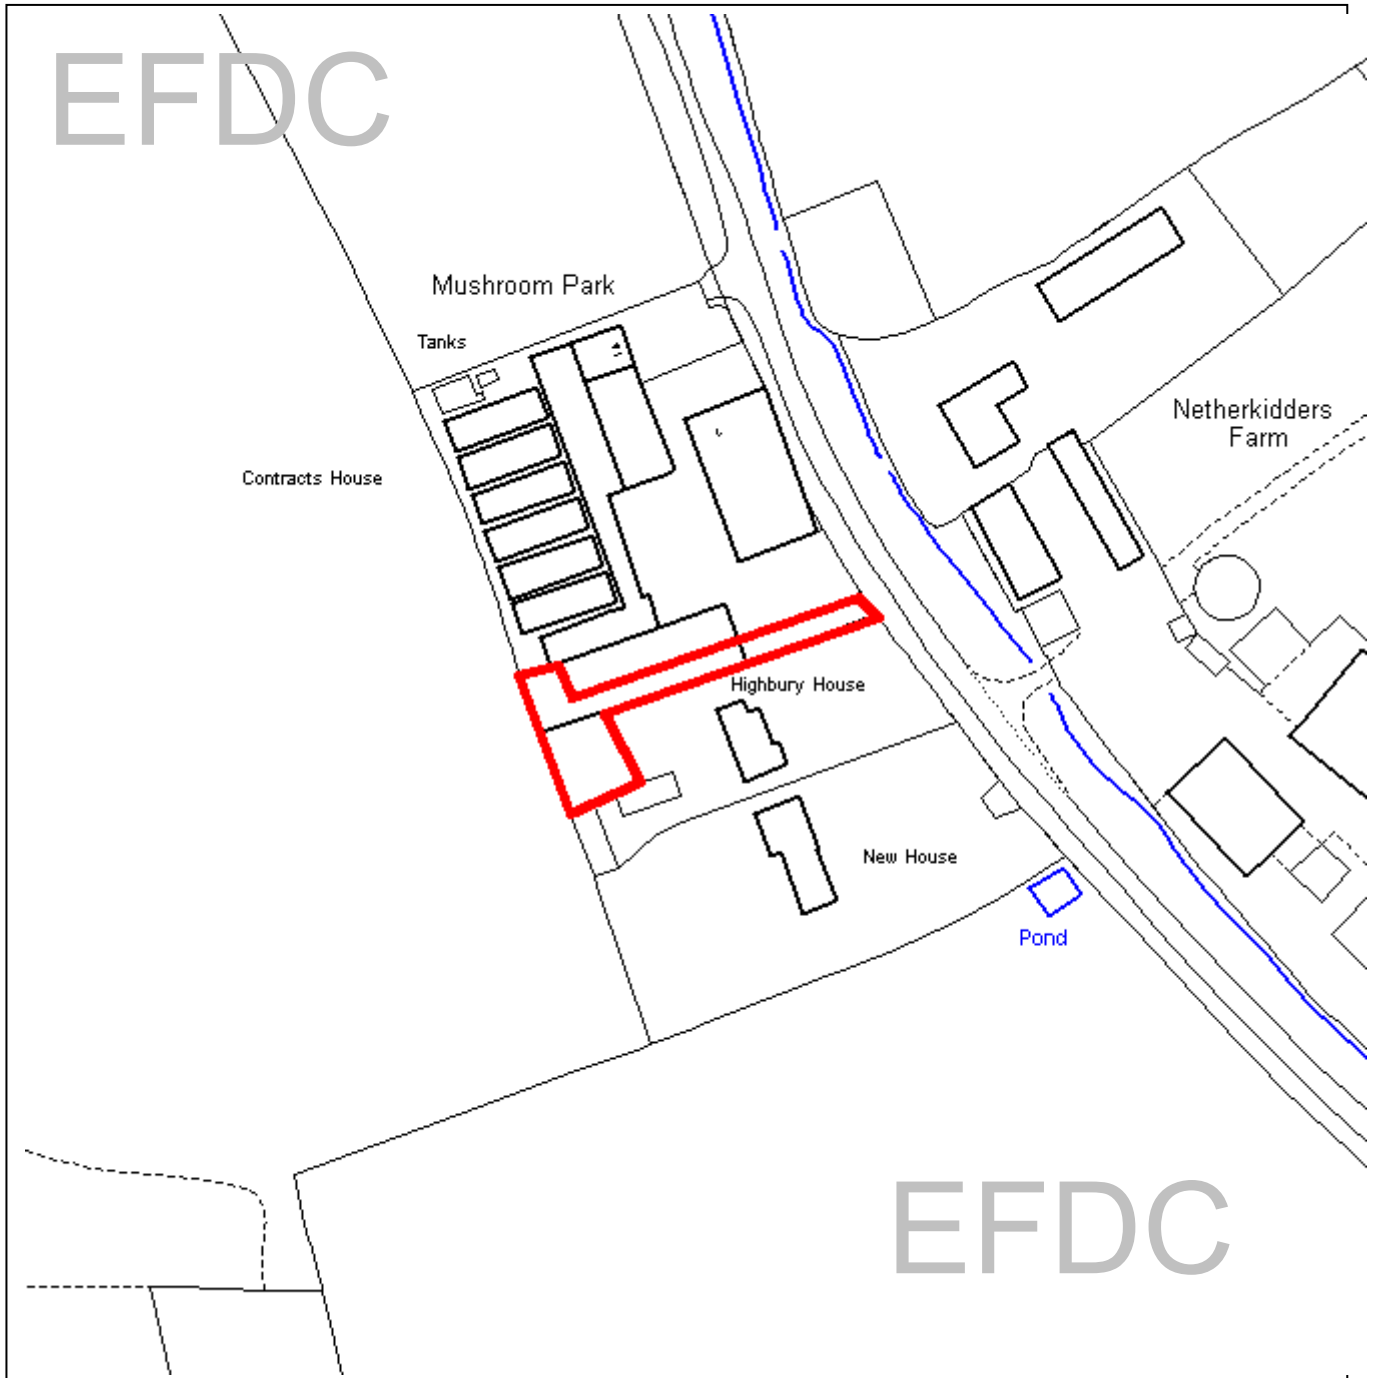 EFDC
Mushroom Park
Tanks
Netherkidders
Farm
Contracts House
Highbury House
New House
Pond
EFDC